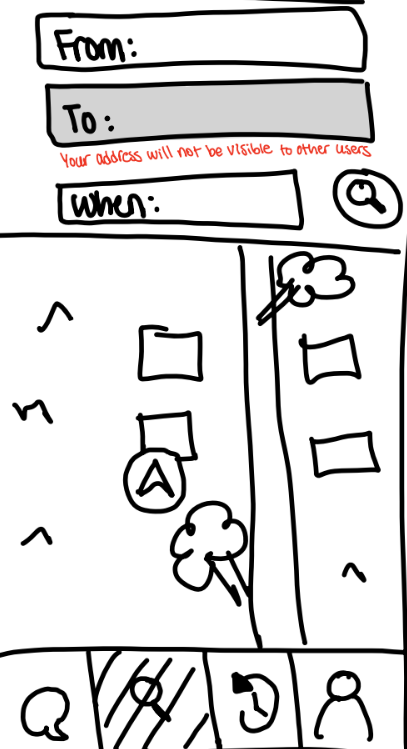 From:
To:
Your address will not be visible to other users
When: